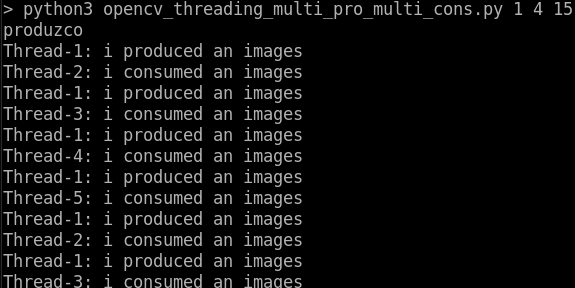 > python3 opencv_threading_multi_pro_multi_cons.py 1 4 15
produzco
Thread-1: i produced an images
Thread-2: i consumed an images
Thread-1: i produced an images
Thread-3: i consumed an images
Thread-1: i produced an images
Thread-4: i consumed an images
Thread-1: i produced an images
Thread-5: i consumed an images
Thread-1: i produced an images
Thread-2: i consumed an images
Thread-1: i produced an images
Thread-3: i consumed an images